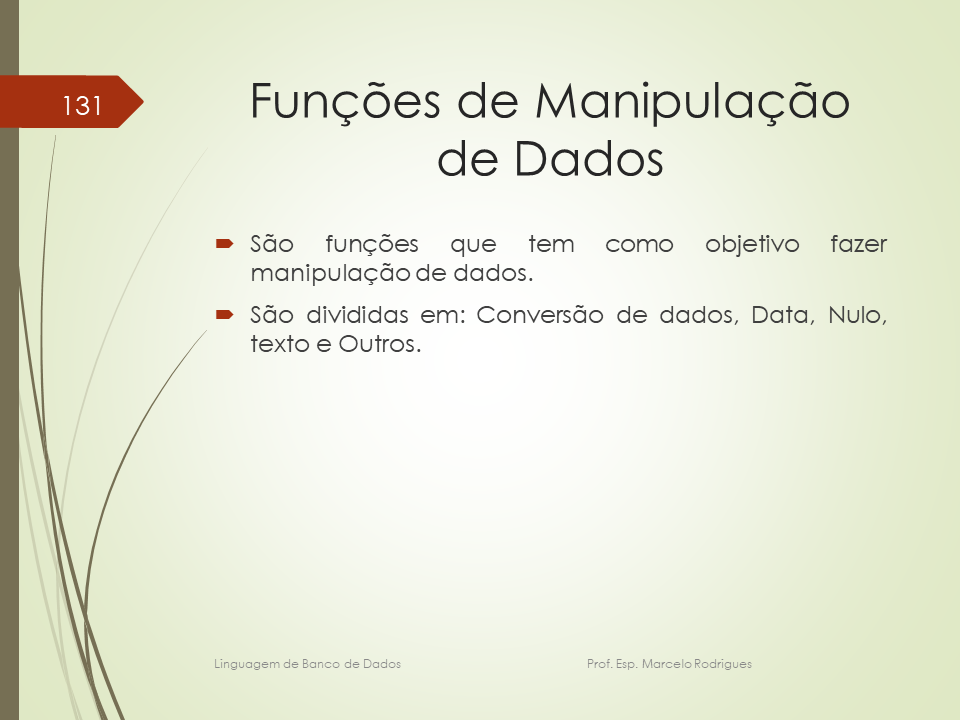 131
Funções de Manipulação
de Dados
São funções que tem como objetivo fazer
manipulação de dados.
São divididas em: Conversão de dados, Data, Nulo,
texto e Outros.
Linguagem de Banco de Dados
Prof. Esp. Marcelo Rodrigues